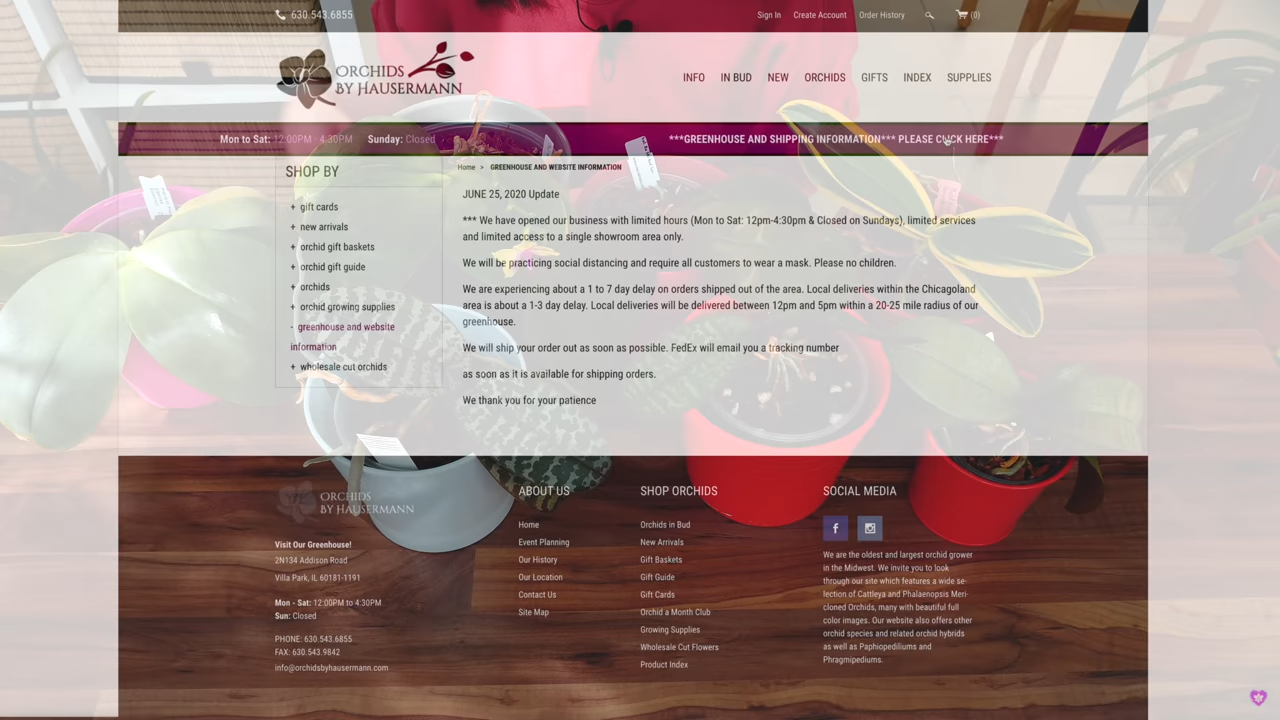 630.543.6855
Sign In
Create Account
Order History
(0)
ORCHIDS
BY HAUSERMANN
INFO
IN BUD
NEW
ORCHIDS
GIFTS
INDEX
SUPPLIES
Mon to Sat: 12:00PM - 4:30PM Sunday: Closed
***GREENHOUSE AND SHIPPING INFORMATION*** PLEASE CLICK HERE***
SHOP BY
+ gift cards
+ new arrivals
+ orchid gift baskets
+ orchid gift guide
+ orchids
+ orchid growing supplies
- greenhouse and website
information
+ wholesale cut orchids
Home > GREENHOUSE AND WEBSITE INFORMATION
JUNE 25, 2020 Update
*** We have opened our business with limited hours (Mon to Sat: 12pm-4:30pm & Closed on Sundays), limited services
and limited access to a single showroom area only.
We will be practicing social distancing and require all customers to wear a mask. Please no children.
We are experiencing about a 1 to 7 day delay on orders shipped out of the area. Local deliveries within the Chicagoland
area is about a 1-3 day delay. Local deliveries will be delivered between 12pm and 5pm within a 20-25 mile radius of our
greenhouse.
We will ship your order out as soon as possible. FedEx will email you a tracking number
as soon as it is available for shipping orders.
We thank you for your patience
ORCHIDS
BY HAUSERMANN
Visit Our Greenhouse!
2N134 Addison Road
Villa Park, IL 60181-1191
Mon - Sat: 12:00PM to 4:30PM
Sun: Closed
PHONE: 630.543.6855
FAX: 630.543.9842
info@orchidsbyhausermann.com
ABOUT US
Home
Event Planning
Our History
Our Location
Contact Us
Site Map
SHOP ORCHIDS
Orchids in Bud
New Arrivals
Gift Baskets
Gift Guide
Gift Cards
Orchid a Month Club
Growing Supplies
Wholesale Cut Flowers
Product Index
SOCIAL MEDIA
f
We are the oldest and largest orchid grower
in the Midwest. We invite you to look
through our site which features a wide se-
lection of Cattleya and Phalaenopsis Meri-
cloned Orchids, many with beautiful full
color images. Our website also offers other
orchid species and related orchid hybrids
as well as Paphiopediliums and
Phragmipediums.